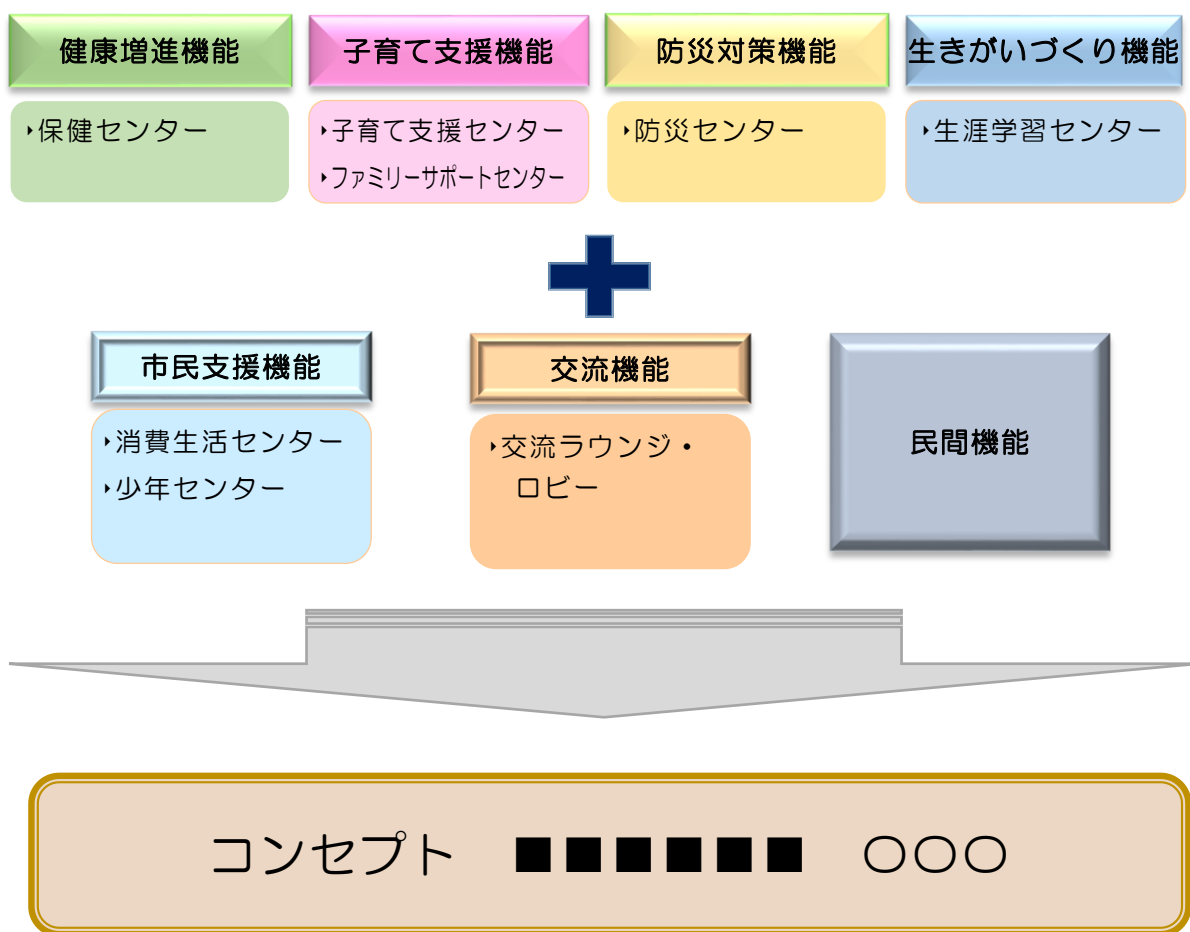 健康増進機能
子育て支援機能
防災対策機能
生きがいづくり機能
‣保健センター
‣子育て支援センター
‣ファミリーサポートセンター
‣防災センター
‣生涯学習センター
市民支援機能
‣消費生活センター
‣少年センター
交流機能
‣交流ラウンジ・
ロビー
民間機能
コンセプト　■■■■■■　〇〇〇